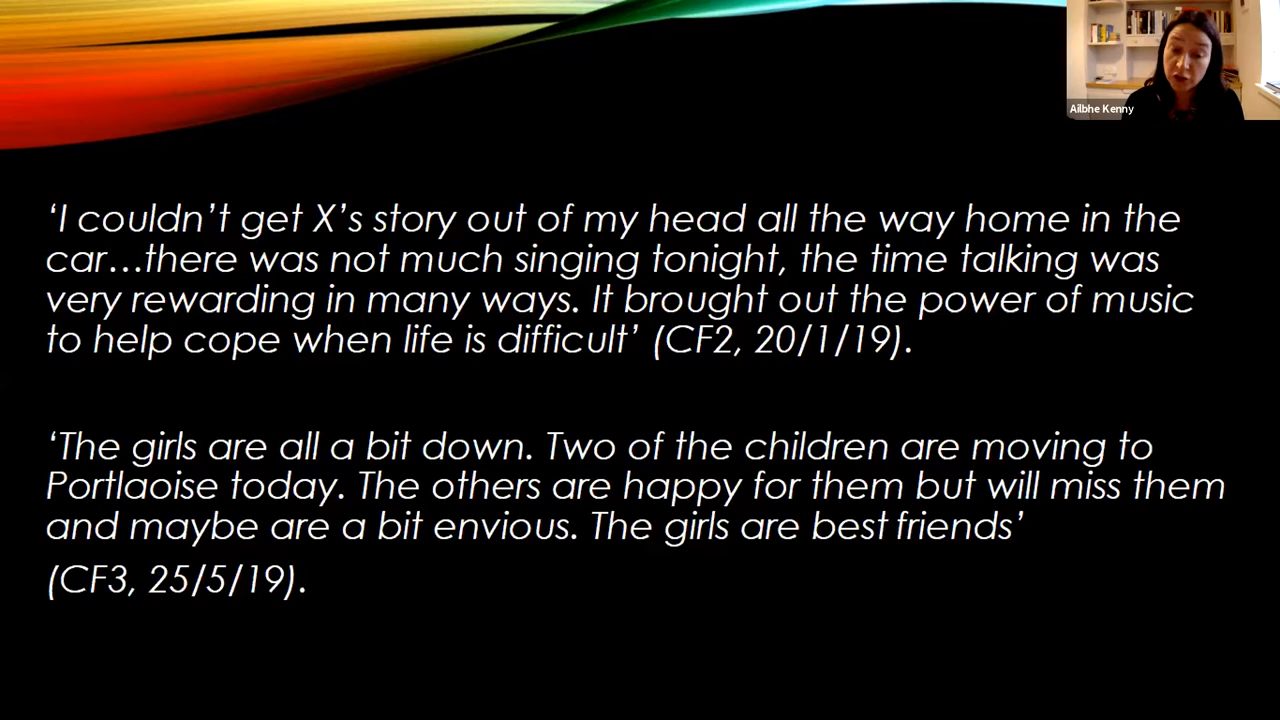 Ailbhe Kenny
‘I couldn’t get X’s story out of my head all the way home in the
car…there was not much singing tonight, the time talking was
very rewarding in many ways. It brought out the power of music
to help cope when life is difficult’ (CF2, 20/1/19).
‘The girls are all a bit down. Two of the children are moving to
Portlaoise today. The others are happy for them but will miss them
and maybe are a bit envious. The girls are best friends’
(CF3, 25/5/19).